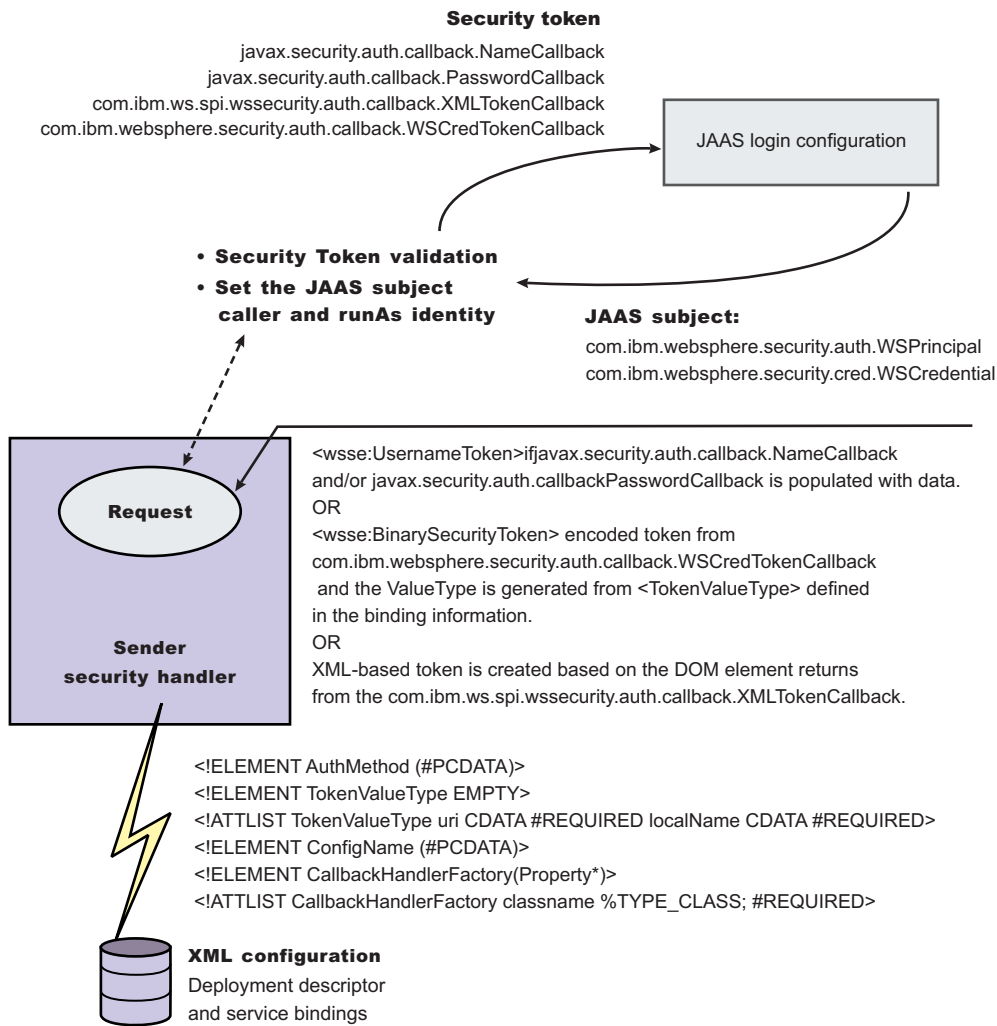 Security token
javax.security.auth.callback.NameCallback
javax.security.auth.callback.PasswordCallback
com.ibm.ws.spi.wssecurity.auth.callback.XMLTokenCallback
com.ibm.websphere.security.auth.callback.WSCredTokenCallback
JAAS login configuration
• Security Token validation
• Set the JAAS subject
caller and runAs identity
JAAS subject:
com.ibm.websphere.security.auth.WSPrincipal
com.ibm.websphere.security.cred.WSCredential
Request
Sender
security handler
<wsse:UsernameToken>ifjavax.security.auth.callback.NameCallback
and/or javax.security.auth.callbackPasswordCallback is populated with data.
OR
<wsse:BinarySecurityToken> encoded token from
com.ibm.websphere.security.auth.callback.WSCredTokenCallback
and the ValueType is generated from <TokenValueType> defined
in the binding information.
OR
XML-based token is created based on the DOM element returns
from the com.ibm.ws.spi.wssecurity.auth.callback.XMLTokenCallback.
<!ELEMENT AuthMethod (#PCDATA)>
<!ELEMENT TokenValueType EMPTY>
<!ATTLIST TokenValueType uri CDATA #REQUIRED localName CDATA #REQUIRED>
<!ELEMENT ConfigName (#PCDATA)>
<!ELEMENT CallbackHandlerFactory(Property*)>
<!ATTLIST CallbackHandlerFactory classname %TYPE_CLASS; #REQUIRED>
XML configuration
Deployment descriptor
and service bindings